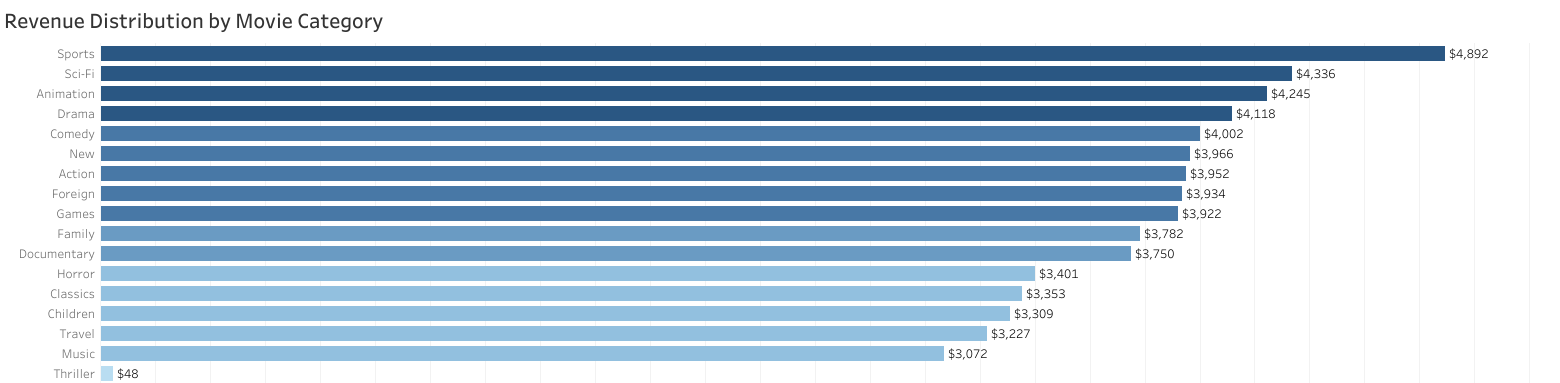 Revenue Distribution by Movie Category
Sports $4,892
Sci-Fi $4,336
Animation $4,245
Drama $4,118
Comedy $4,002
New $3,966
Action $3,952
Foreign $3,934
Games $3,922
Family $3,782
Documentary $3,750
Horror $3,401
Classics $3,353
Children $3,309
Travel $3,227
Music $3,072
Thriller $48